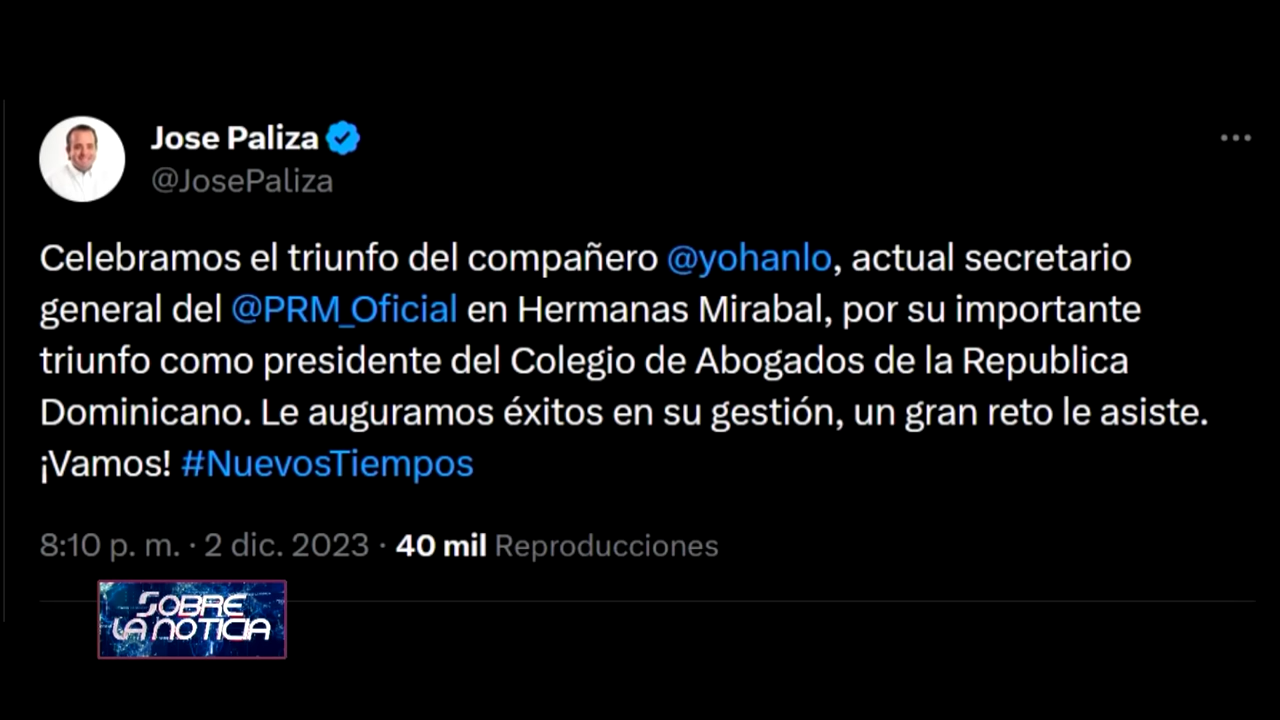 Jose Paliza
@JosePaliza
Celebramos el triunfo del compañero @yohanlo, actual secretario
general del @PRM_Oficial en Hermanas Mirabal, por su importante
triunfo como presidente del Colegio de Abogados de la Republica
Dominicano. Le auguramos éxitos en su gestión, un gran reto le asiste.
¡Vamos! #NuevosTiempos
8:10 p. m. · 2 dic. 2023 · 40 mil Reproducciones
SOBRE
LA NOTICIA